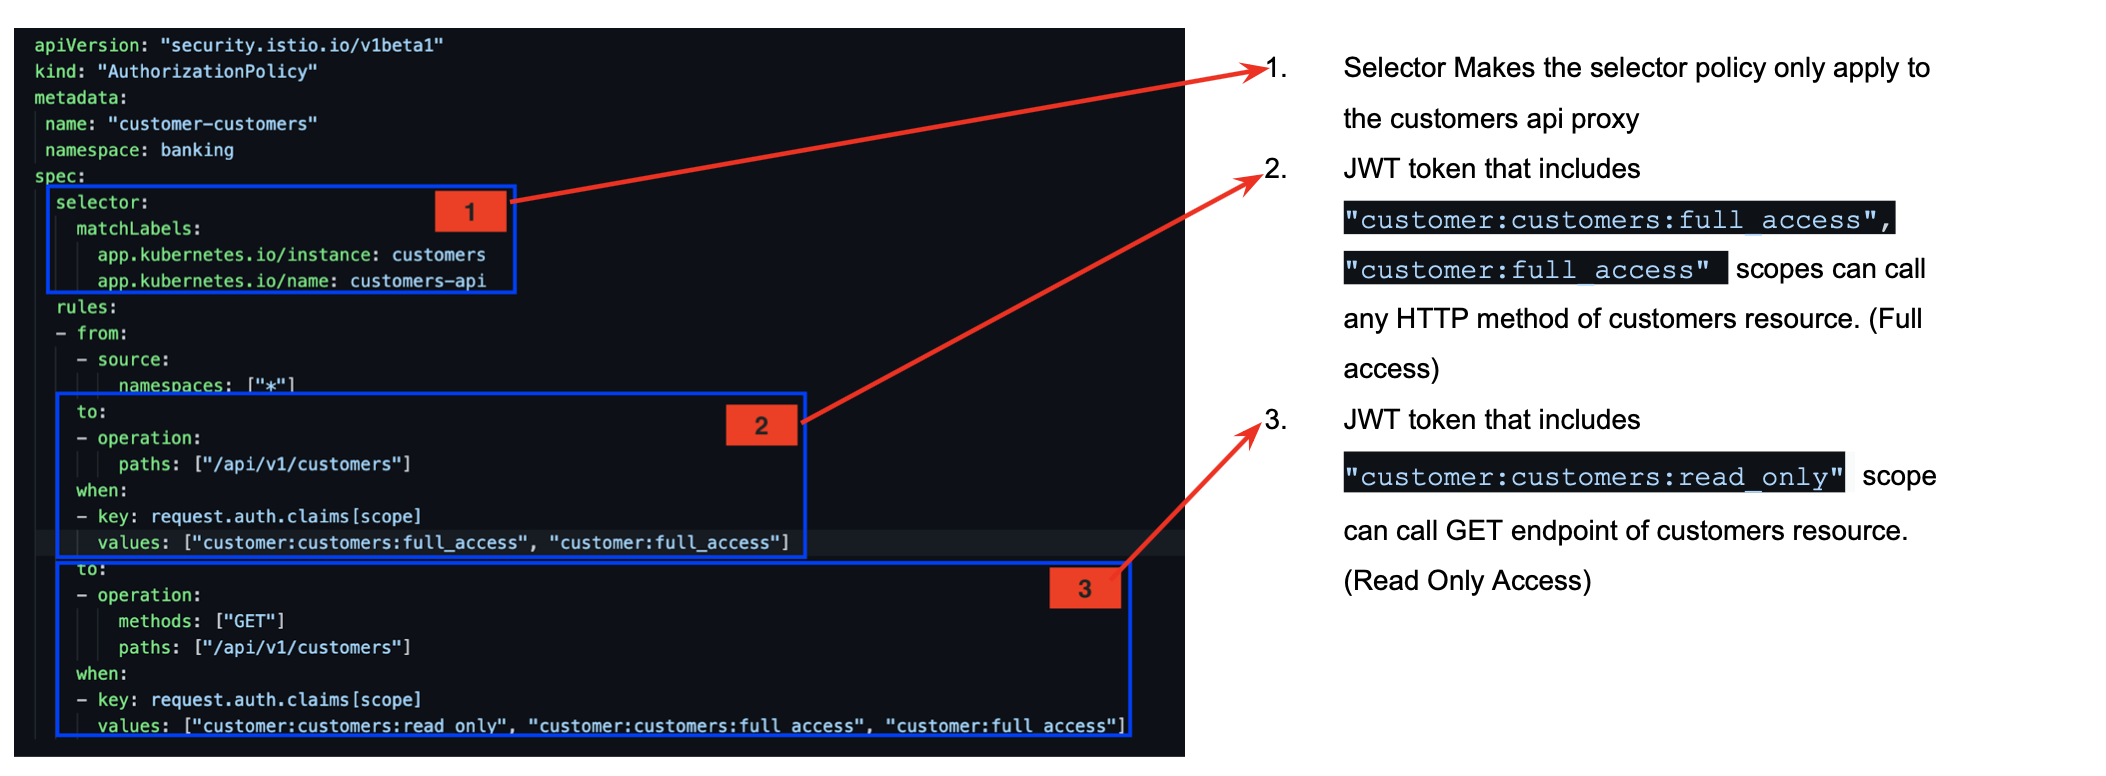 apiVersion: "security.istio.io/v1beta1"
kind: "AuthorizationPolicy"
metadata:
name: "customer-customers"
namespace: banking
spec:
selector:
1
matchLabels:
app.kubernetes.io/instance: customers
app.kubernetes.io/name: customers-api
rules:
- from:
- source:
namespaces: ["*"]
to:
2
- operation:
paths: ["/api/v1/customers"]
when:
- key: request.auth.claims[scope]
values: ["customer:customers:full_access", "customer:full_access"]
to:
3
- operation:
methods: ["GET"]
paths: ["/api/v1/customers"]
when:
- key: request.auth.claims[scope]
values: ["customer:customers:read_only", "customer:customers:full_access", "customer:full_access"]
1. Selector Makes the selector policy only apply to
the customers api proxy
2. JWT token that includes
"customer:customers:full_access",
"customer:full_access" scopes can call
any HTTP method of customers resource. (Full
access)
3. JWT token that includes
"customer:customers:read_only" scope
can call GET endpoint of customers resource.
(Read Only Access)